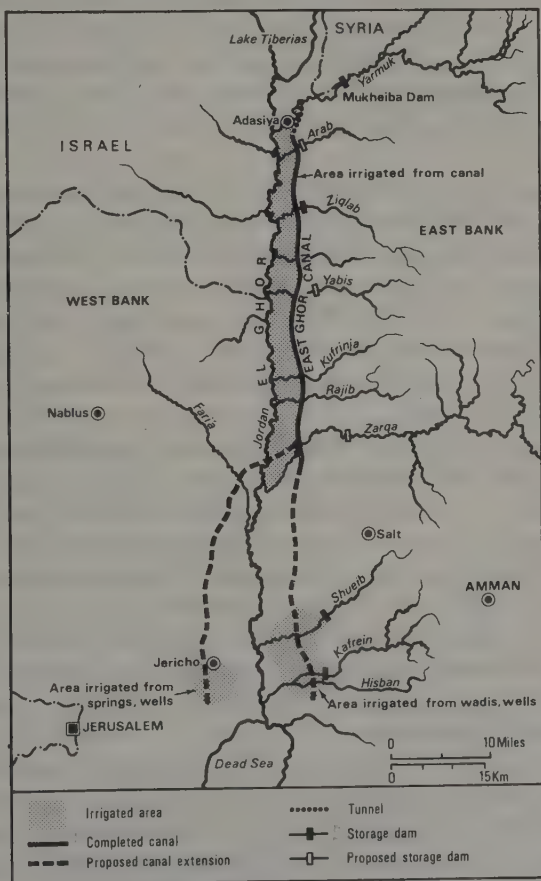 SYRIA
Lake Tiberias
Yarmuk
Mukheiba Dam
Adasiya
Arab
ISRAEL
Area irrigated from canal
Ziqlab
EAST BANK
EL GHOR
EAST GHOR CANAL
WEST BANK
Yabis
Kufrinja
Rajib
Nablus
Faria
Jordan
Zarqa
Salt
Shueib
AMMAN
Kafrein
Jericho
Hisban
Area irrigated from
springs, wells
Area irrigated from wadis, wells
JERUSALEM
Dead Sea
0 10 Miles
0 15 Km
Irrigated area
Tunnel
Completed canal
Storage dam
Proposed canal extension
Proposed storage dam